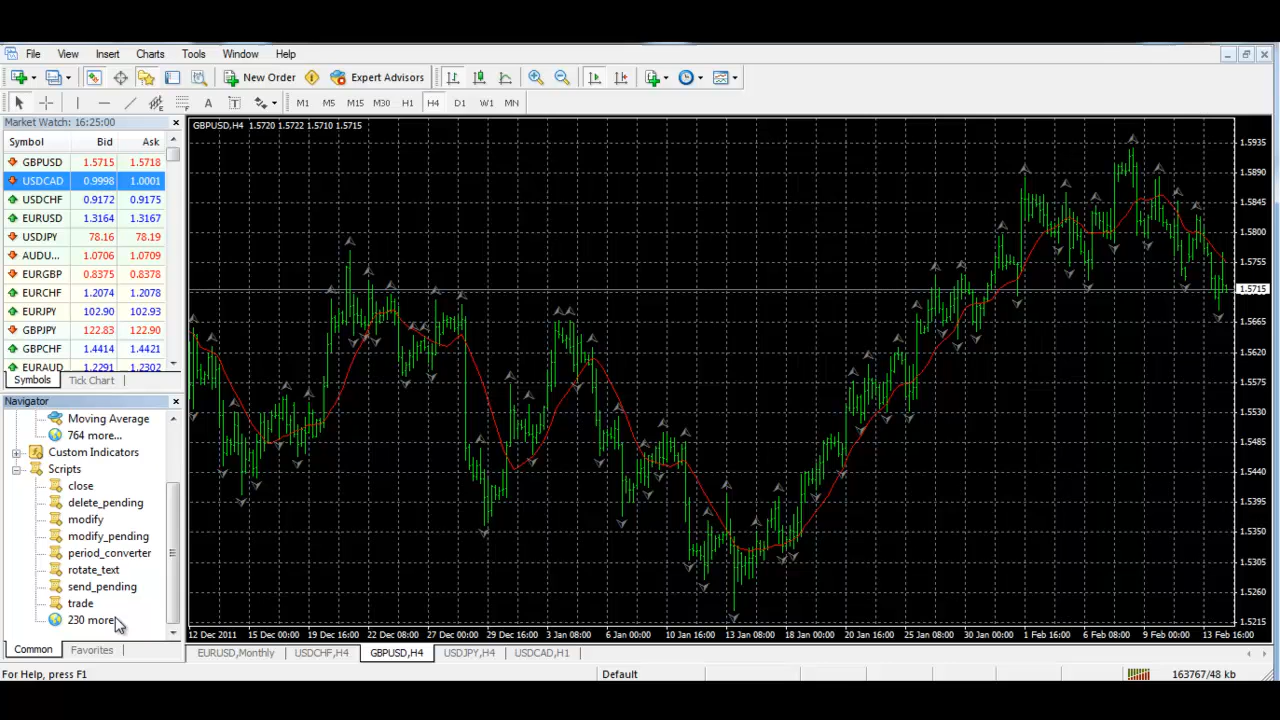 File View Insert Charts Tools Window Help
New Order Expert Advisors
A T M1 M5 M15 M30 H1 H4 D1 W1 MN
Market Watch: 16:25:00
Symbol Bid Ask
GBPUSD 1.5715 1.5718
USDCAD 0.9998 1.0001
USDCHF 0.9172 0.9175
EURUSD 1.3164 1.3167
USDJPY 78.16 78.19
AUDU... 1.0706 1.0709
EURGBP 0.8375 0.8378
EURCHF 1.2074 1.2078
EURJPY 102.90 102.93
GBPJPY 122.83 122.90
GBPCHF 1.4414 1.4421
EURAUD 1.2291 1.2302
Symbols Tick Chart
Navigator
Moving Average
764 more...
Custom Indicators
Scripts
close
delete_pending
modify
modify_pending
period_converter
rotate_text
send_pending
trade
230 more
Common Favorites
GBPUSD,H4 1.5720 1.5722 1.5710 1.5715
1.5935
1.5890
1.5845
1.5800
1.5755
1.5715
1.5665
1.5620
1.5575
1.5530
1.5485
1.5440
1.5395
1.5350
1.5305
1.5260
1.5215
12 Dec 2011 15 Dec 00:00 19 Dec 16:00 22 Dec 08:00 27 Dec 00:00 29 Dec 16:00 3 Jan 08:00 6 Jan 00:00 10 Jan 16:00 13 Jan 08:00 18 Jan 00:00 20 Jan 16:00 25 Jan 08:00 30 Jan 00:00 1 Feb 16:00 6 Feb 08:00 9 Feb 00:00 13 Feb 16:00
EURUSD,Monthly USDCHF,H4 GBPUSD,H4 USDJPY,H4 USDCAD,H1
For Help, press F1 Default 163767/48 kb